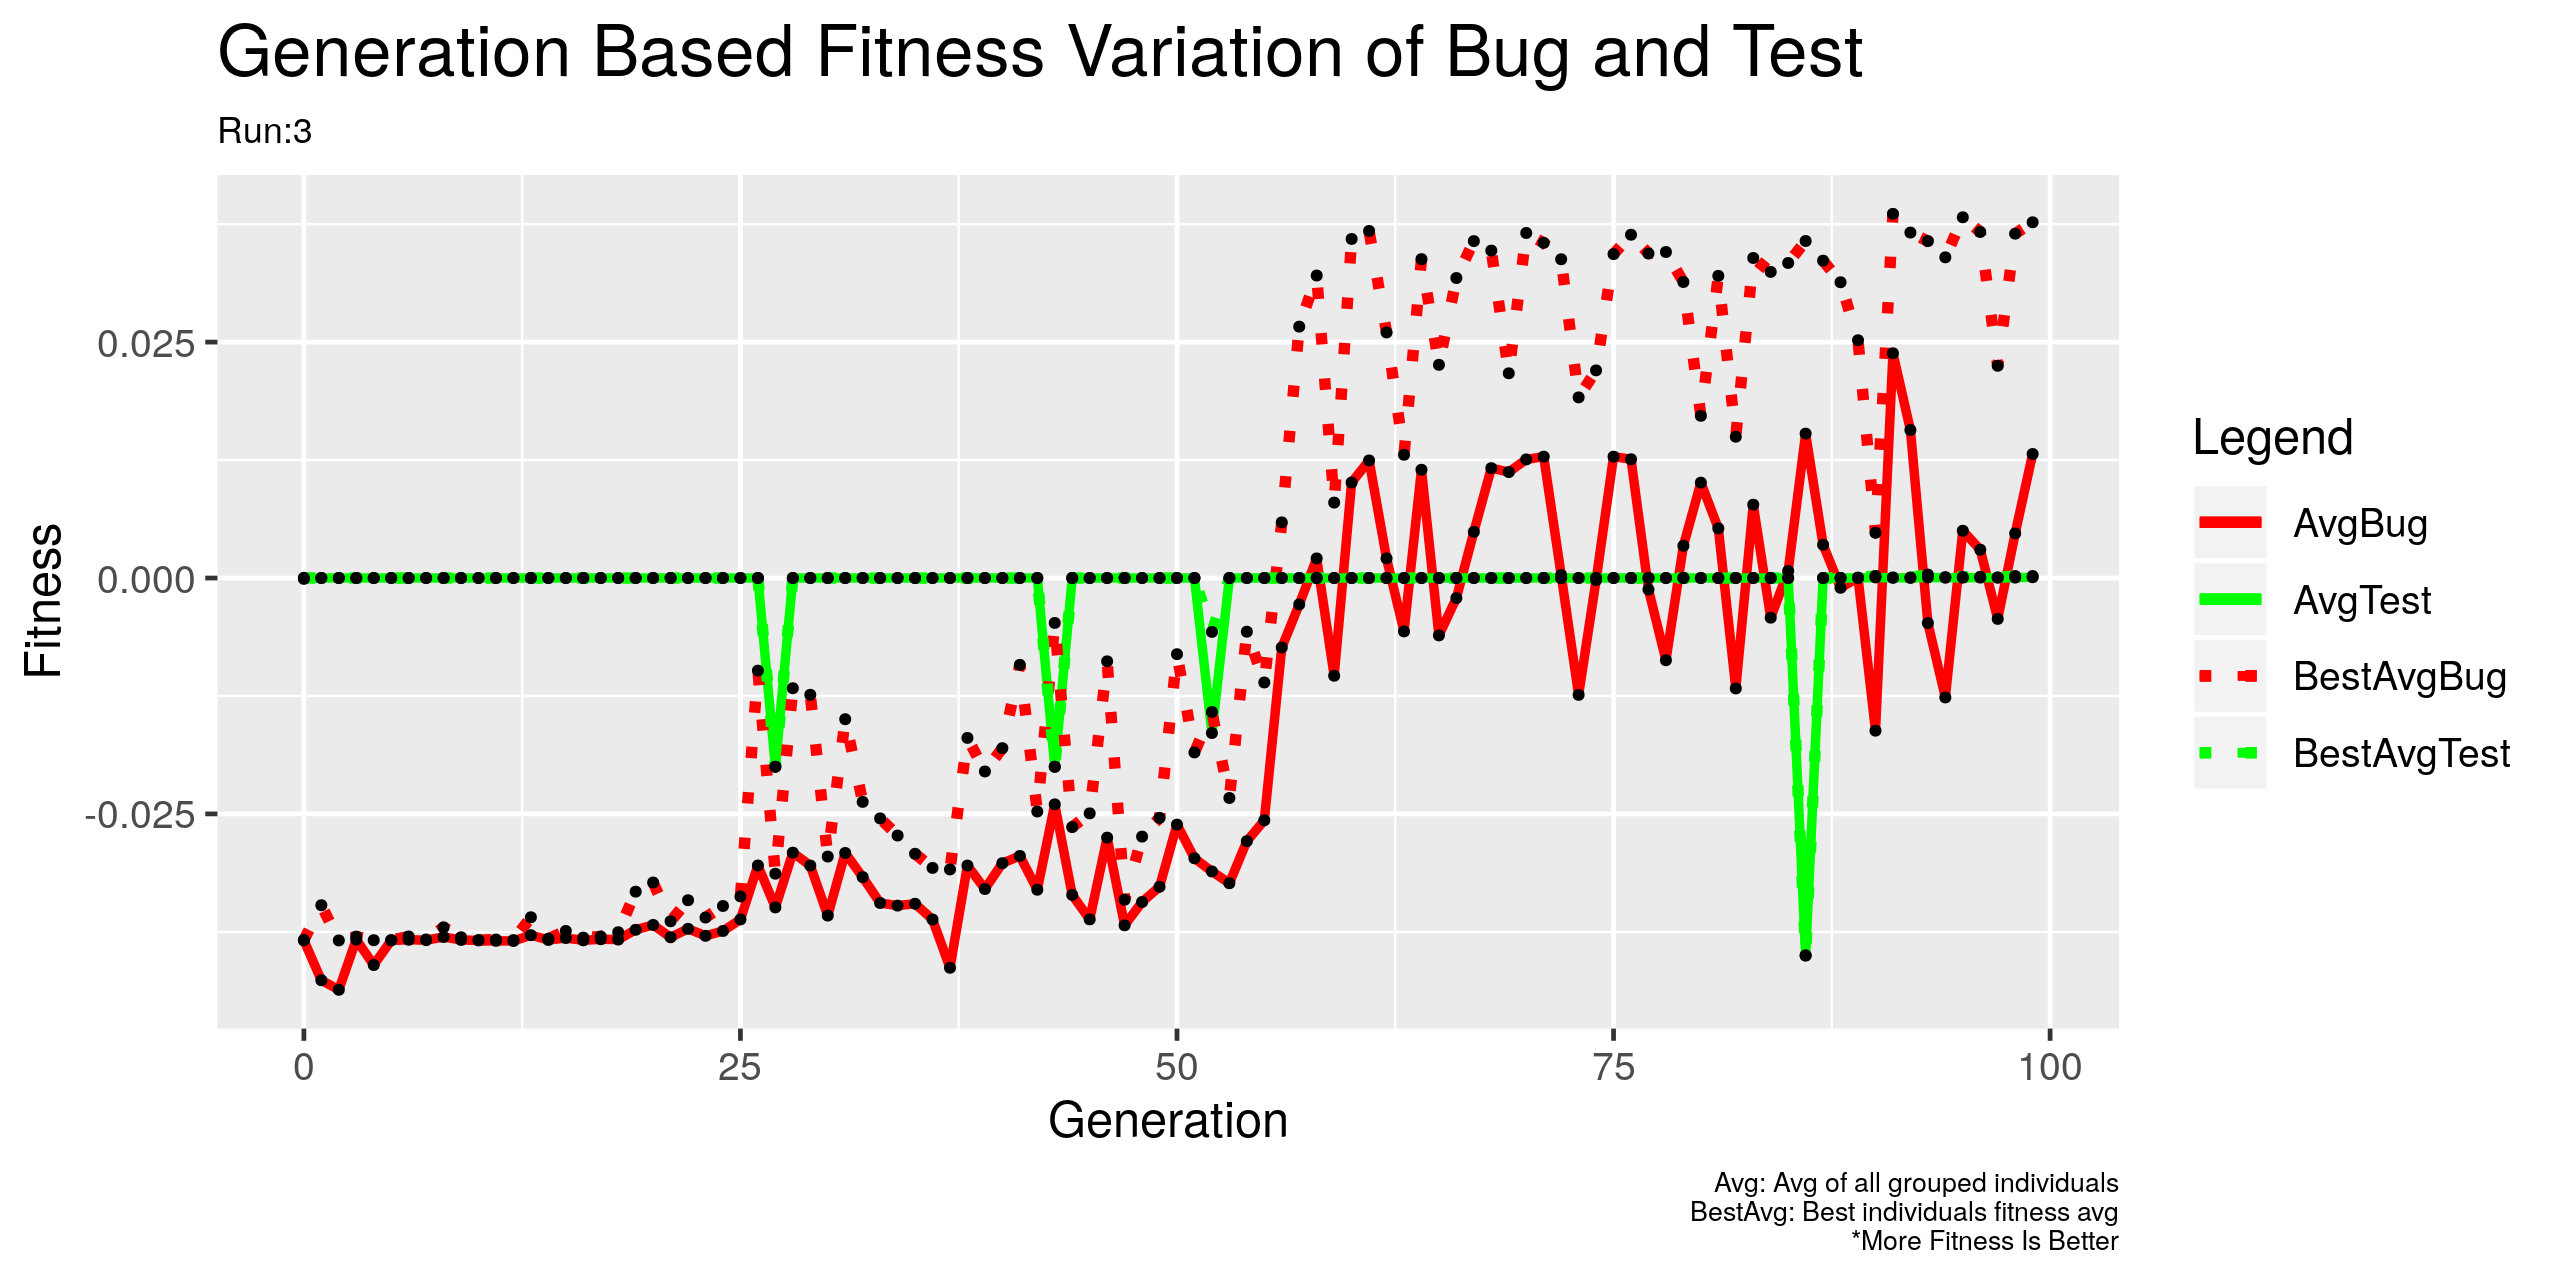 Generation Based Fitness Variation of Bug and Test
Run:3
Fitness
0.025
0.000
-0.025
0
25
50
75
100
Generation
Legend
AvgBug
AvgTest
BestAvgBug
BestAvgTest
Avg: Avg of all grouped individuals
BestAvg: Best individuals fitness avg
*More Fitness Is Better